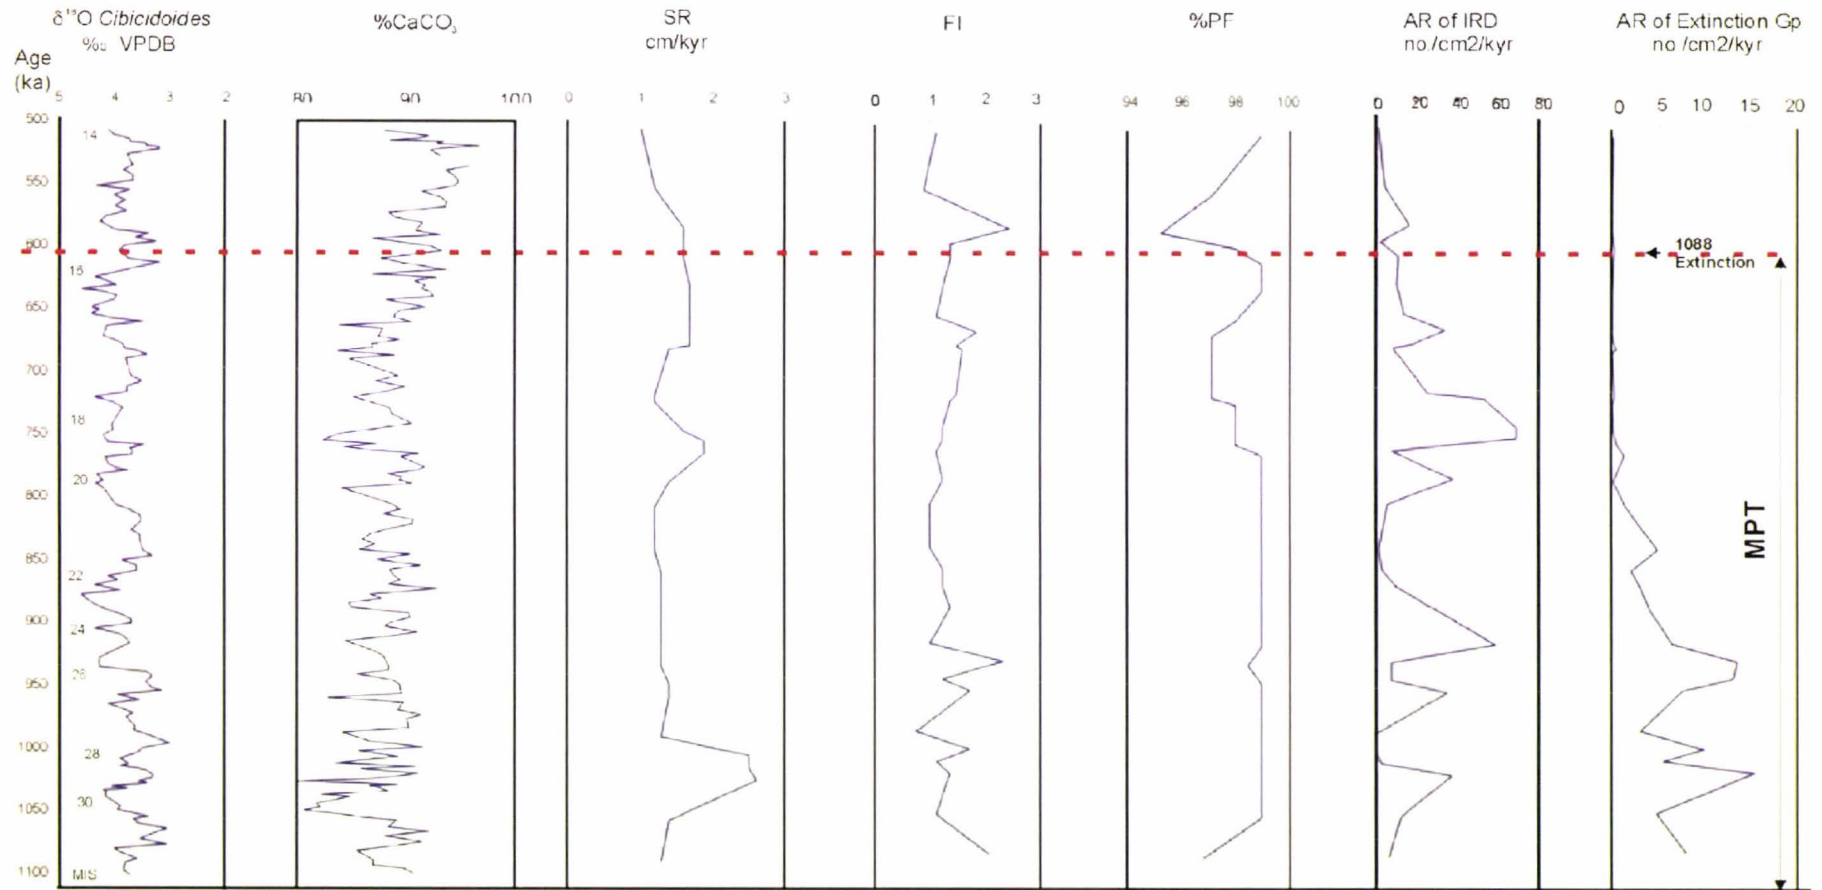 δ¹⁸O Cibicidoides
‰ VPDB
%CaCO₃
SR
cm/kyr
FI
%PF
AR of IRD
no./cm2/kyr
AR of Extinction Gp
no /cm2/kyr
Age
(ka)
5 4 3 2
80 90 100
0 1 2 3
0 1 2 3
94 96 98 100
0 20 40 60 80
0 5 10 15 20
500
14
550
600
1088
Extinction
16
650
700
18
750
20
800
MPT
850
22
900
24
26
950
1000
28
30
1050
1100
MIS